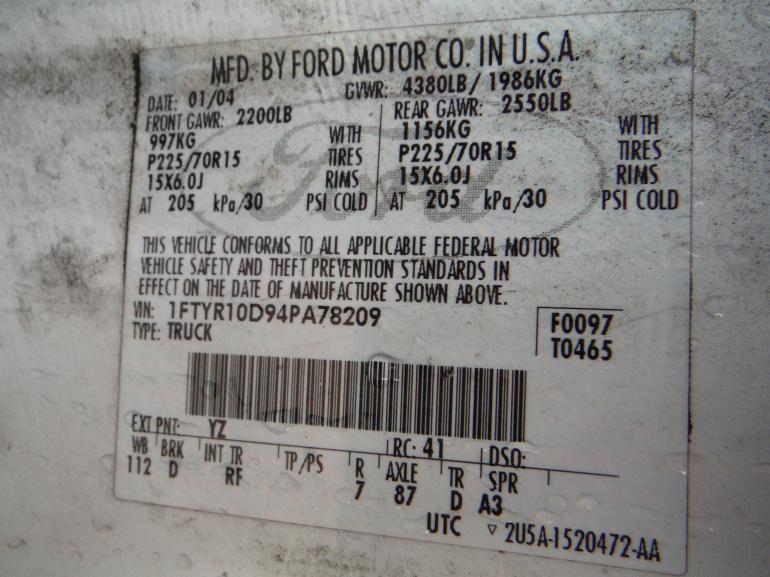 MFD. BY FORD MOTOR CO. IN U.S.A.
DATE: 01/04 GVWR: 4380LB/ 1986KG
FRONT GAWR: 2200LB REAR GAWR: 2550LB
997KG WITH 1156KG WITH
P225/70R15 TIRES P225/70R15 TIRES
15X6.0J RIMS 15X6.0J RIMS
AT 205 kPa/30 PSI COLD AT 205 kPa/30 PSI COLD
Ford
THIS VEHICLE CONFORMS TO ALL APPLICABLE FEDERAL MOTOR
VEHICLE SAFETY AND THEFT PREVENTION STANDARDS IN
EFFECT ON THE DATE OF MANUFACTURE SHOWN ABOVE.
VIN: 1FTYR10D94PA78209 F0097
TYPE: TRUCK T0465
EXT PNT: YZ RC: 41 DSO:
WB BRK INT TR TP/PS R AXLE TR SPR
112 D RF 7 87 D A3
UTC ▿ 2U5A-1520472-AA